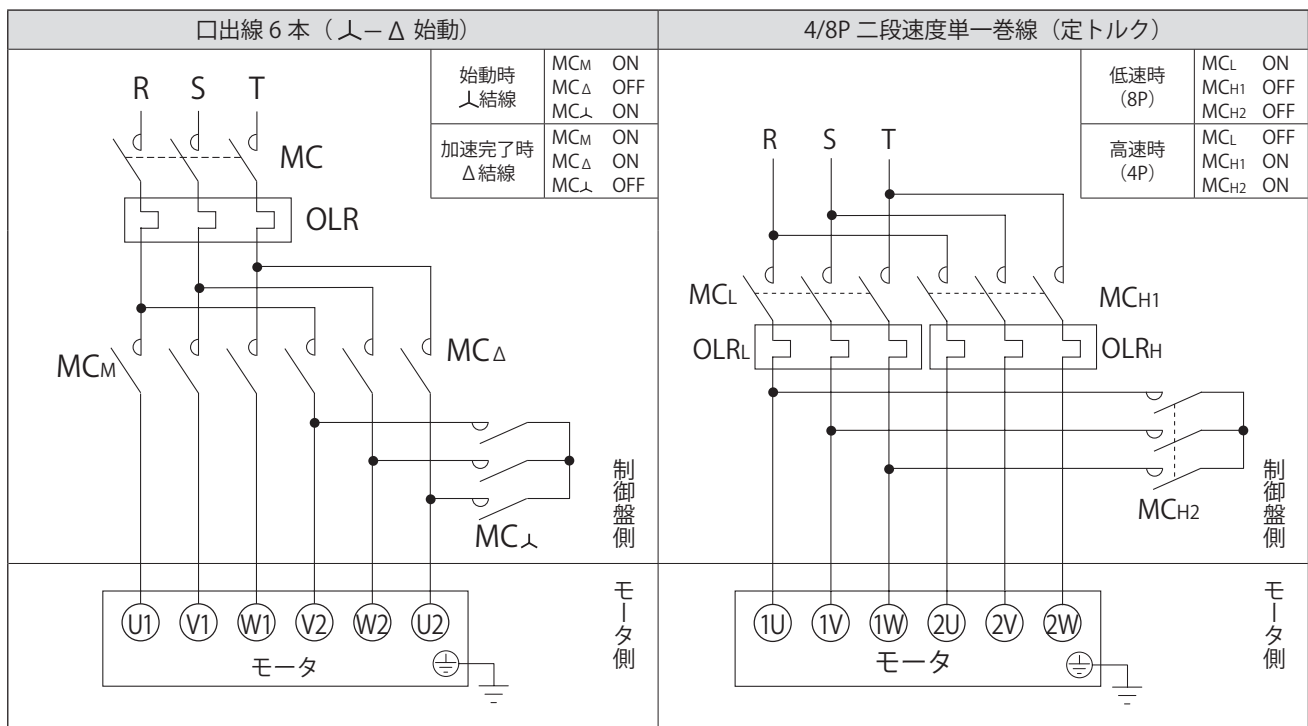 口出線 6 本（人－Δ 始動）
始動時
人結線
MCM ON
MCΔ OFF
MC人 ON
加速完了時
Δ結線
MCM ON
MCΔ ON
MC人 OFF
R S T
MC
OLR
MCM
MCΔ
MC人
制御盤側
U1 V1 W1 V2 W2 U2
モータ
モータ側
4/8P 二段速度単一巻線（定トルク）
低速時
（8P）
MCL ON
MCH1 OFF
MCH2 OFF
高速時
（4P）
MCL OFF
MCH1 ON
MCH2 ON
R S T
MCL
MCH1
OLRL
OLRH
MCH2
制御盤側
1U 1V 1W 2U 2V 2W
モータ
モータ側